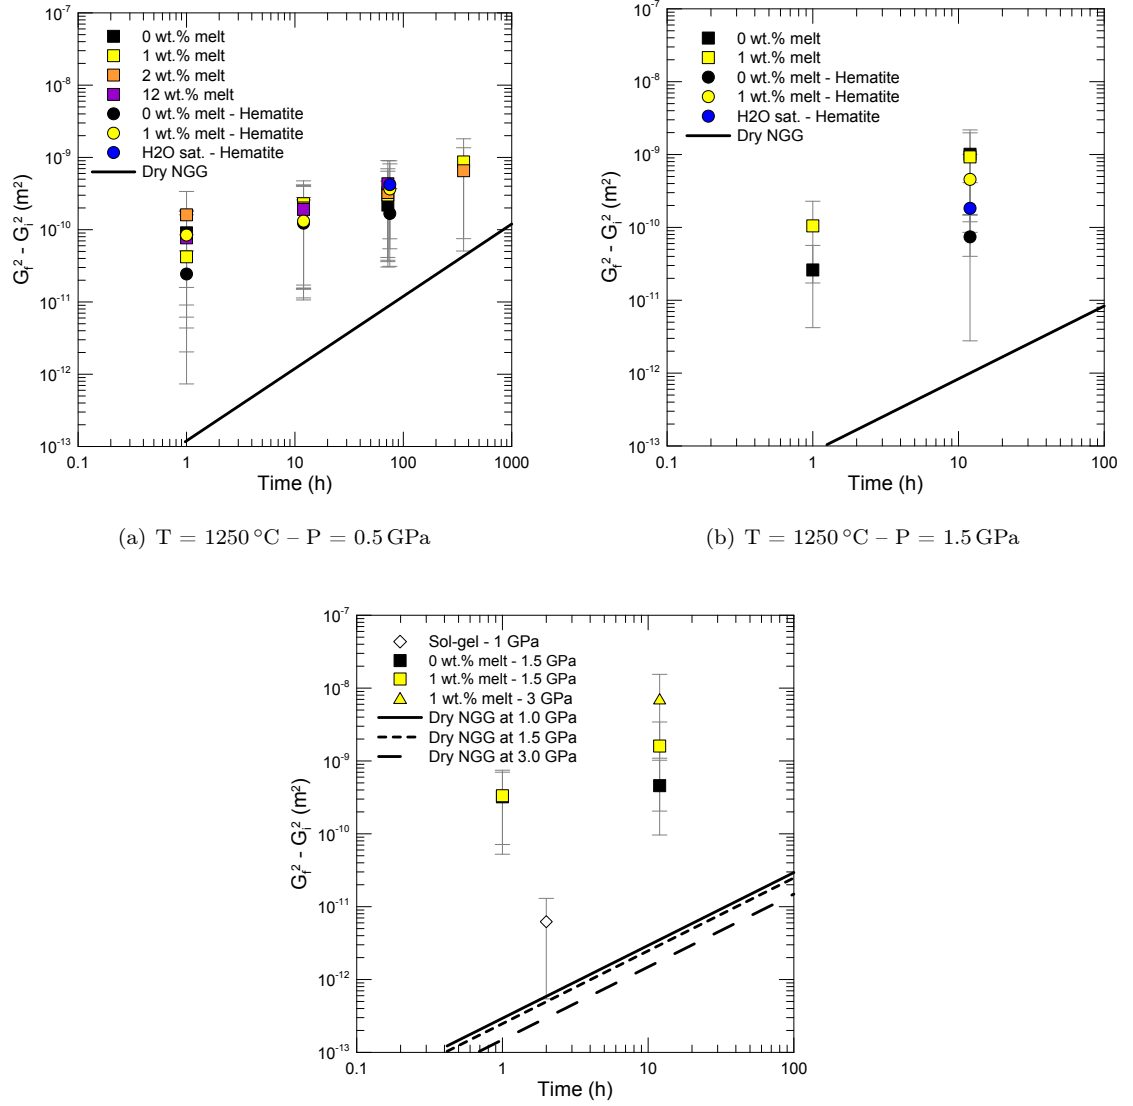 10⁻⁷
10⁻⁸
10⁻⁹
10⁻¹⁰
10⁻¹¹
10⁻¹²
10⁻¹³
G_f² - G_i² (m²)
0 wt.% melt
1 wt.% melt
2 wt.% melt
12 wt.% melt
0 wt.% melt - Hematite
1 wt.% melt - Hematite
H2O sat. - Hematite
Dry NGG
0.1 1 10 100 1000
Time (h)
(a) T = 1250 °C – P = 0.5 GPa
10⁻⁷
10⁻⁸
10⁻⁹
10⁻¹⁰
10⁻¹¹
10⁻¹²
10⁻¹³
G_f² - G_i² (m²)
0 wt.% melt
1 wt.% melt
0 wt.% melt - Hematite
1 wt.% melt - Hematite
H2O sat. - Hematite
Dry NGG
0.1 1 10 100
Time (h)
(b) T = 1250 °C – P = 1.5 GPa
10⁻⁷
10⁻⁸
10⁻⁹
10⁻¹⁰
10⁻¹¹
10⁻¹²
10⁻¹³
G_f² - G_i² (m²)
Sol-gel - 1 GPa
0 wt.% melt - 1.5 GPa
1 wt.% melt - 1.5 GPa
1 wt.% melt - 3 GPa
Dry NGG at 1.0 GPa
Dry NGG at 1.5 GPa
Dry NGG at 3.0 GPa
0.1 1 10 100
Time (h)